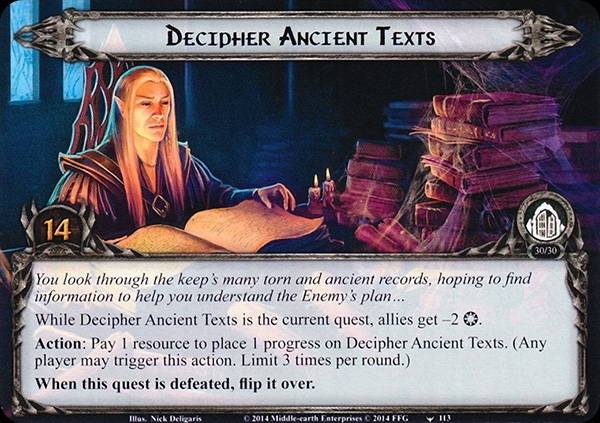 DECIPHER ANCIENT TEXTS
14
30/30
You look through the keep's many torn and ancient records, hoping to find
information to help you understand the Enemy's plan…
While Decipher Ancient Texts is the current quest, allies get –2 .
Action: Pay 1 resource to place 1 progress on Decipher Ancient Texts. (Any
player may trigger this action. Limit 3 times per round.)
When this quest is defeated, flip it over.
Illus. Nick Deligaris © 2014 Middle-earth Enterprises © 2014 FFG 113